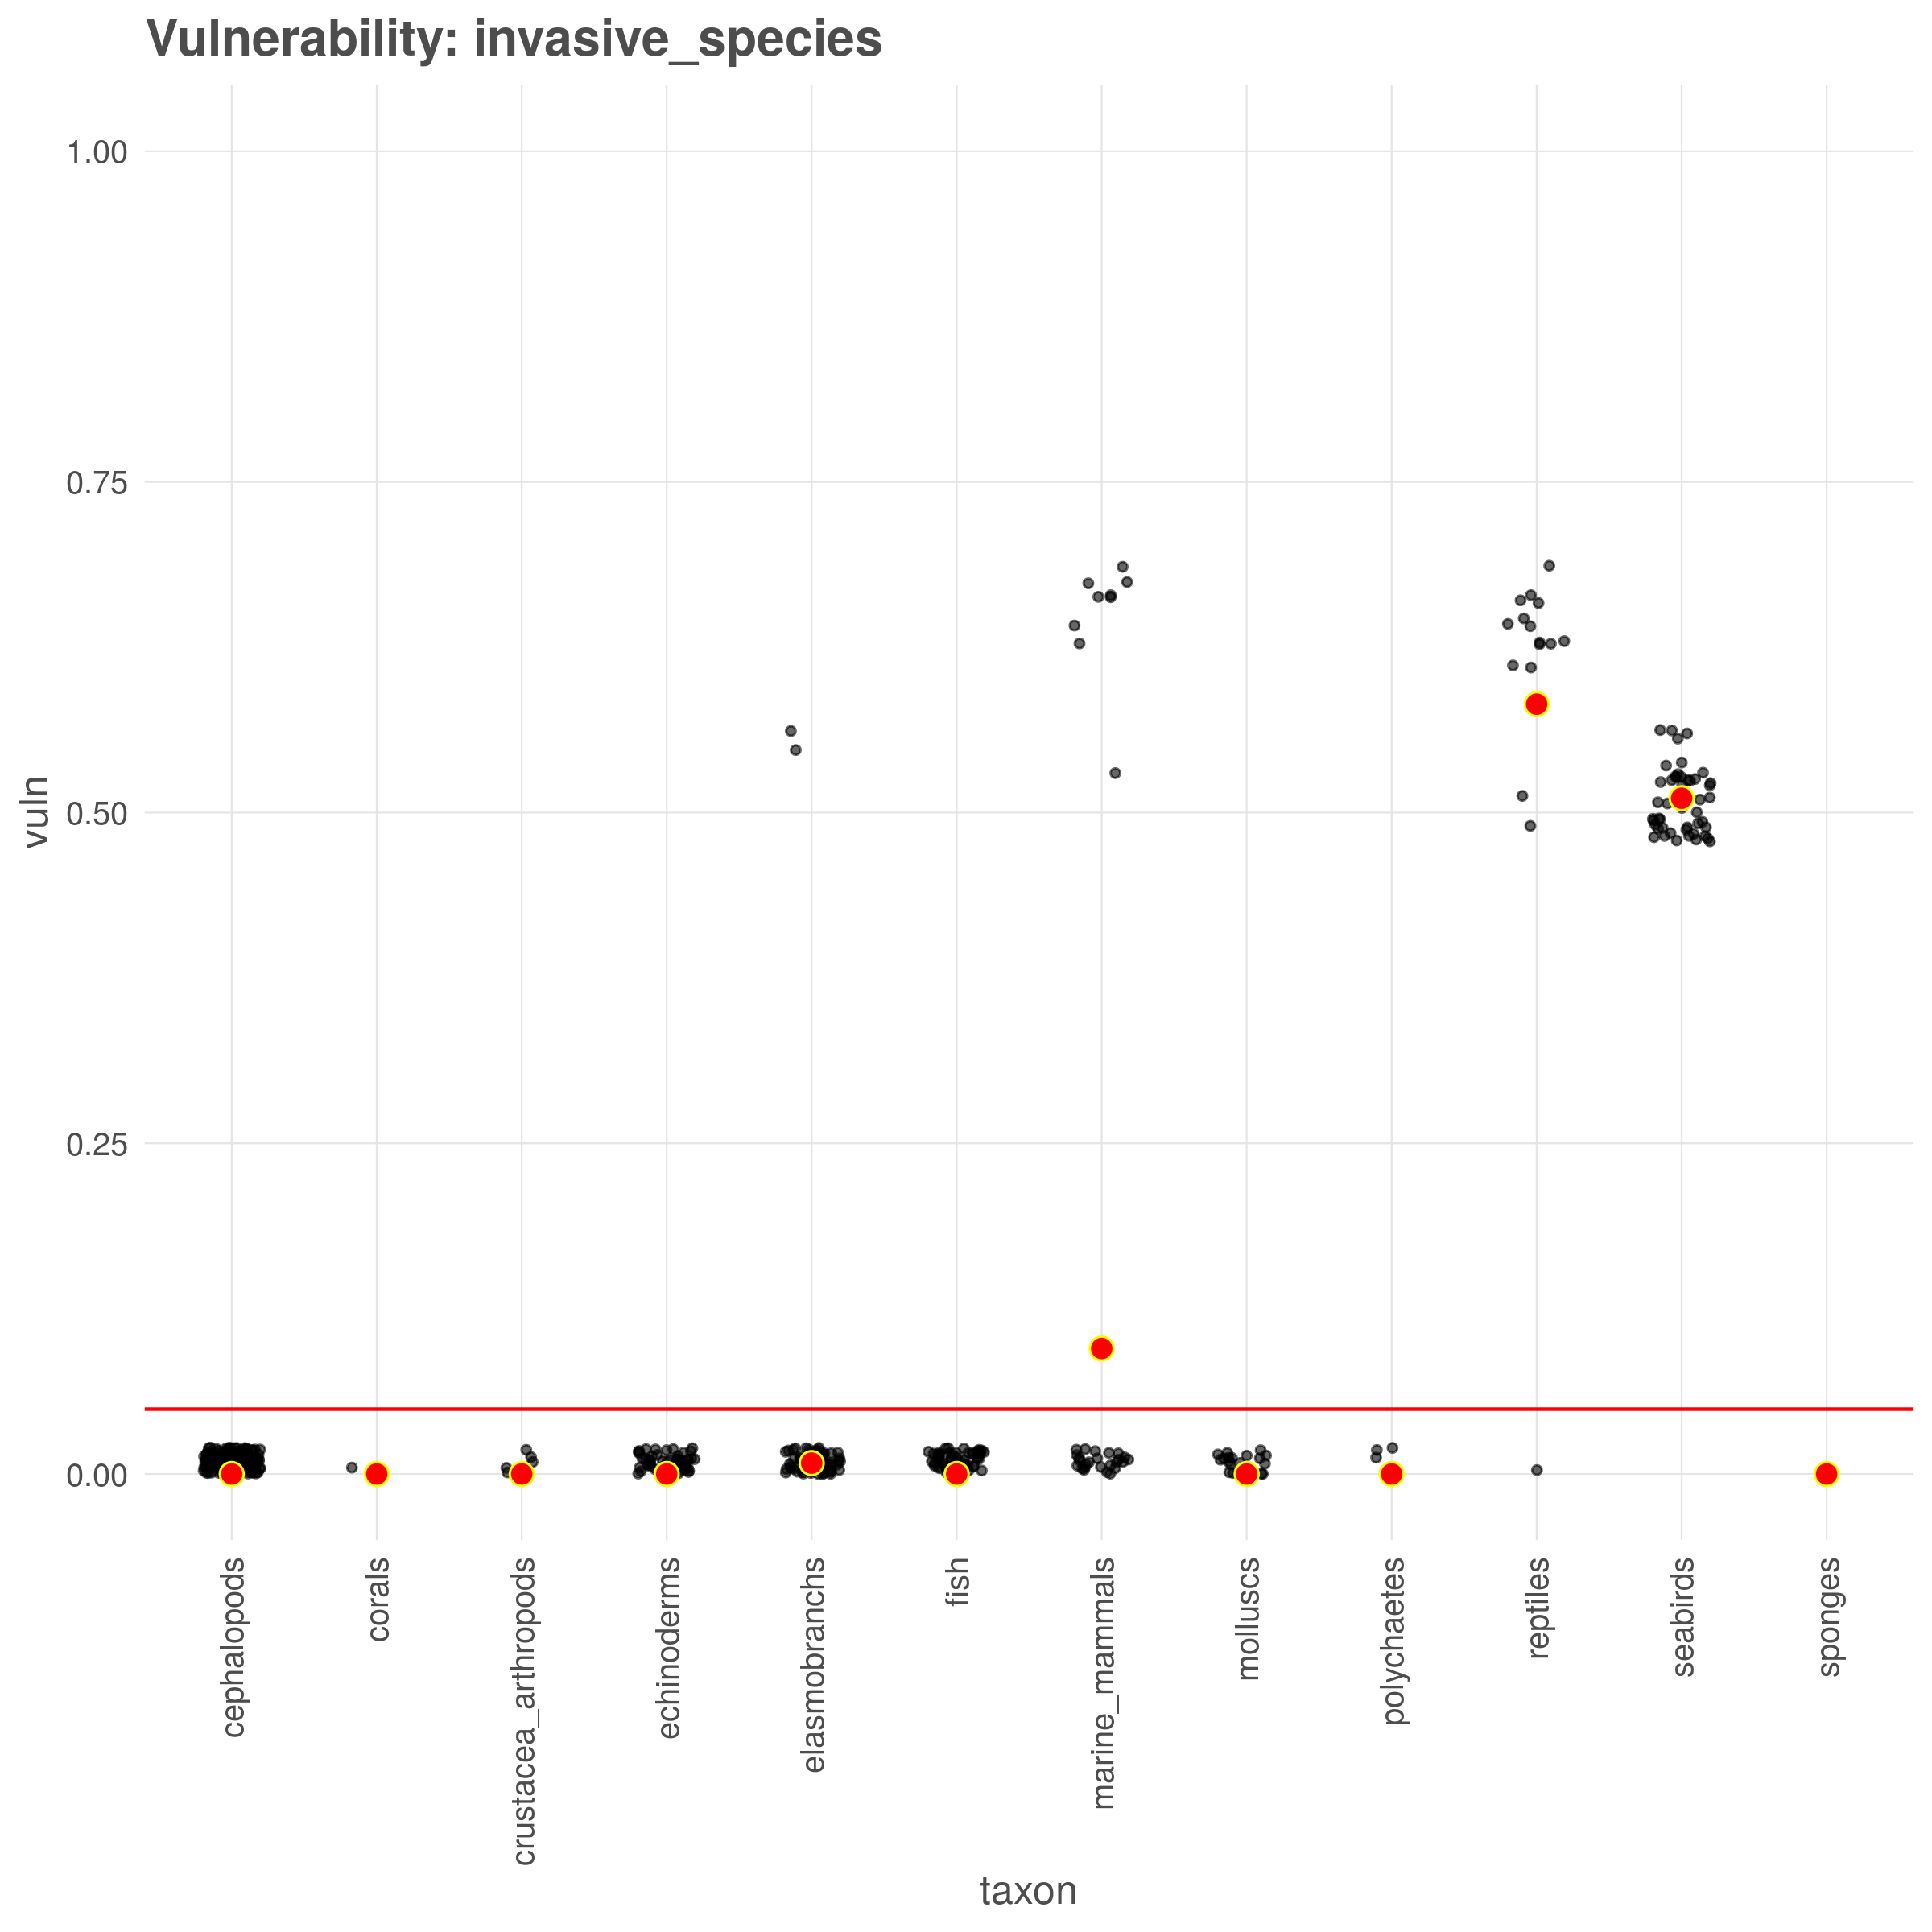 Vulnerability: invasive_species
vuln
1.00
0.75
0.50
0.25
0.00
cephalopods
corals
crustacea_arthropods
echinoderms
elasmobranchs
fish
marine_mammals
molluscs
polychaetes
reptiles
seabirds
sponges
taxon